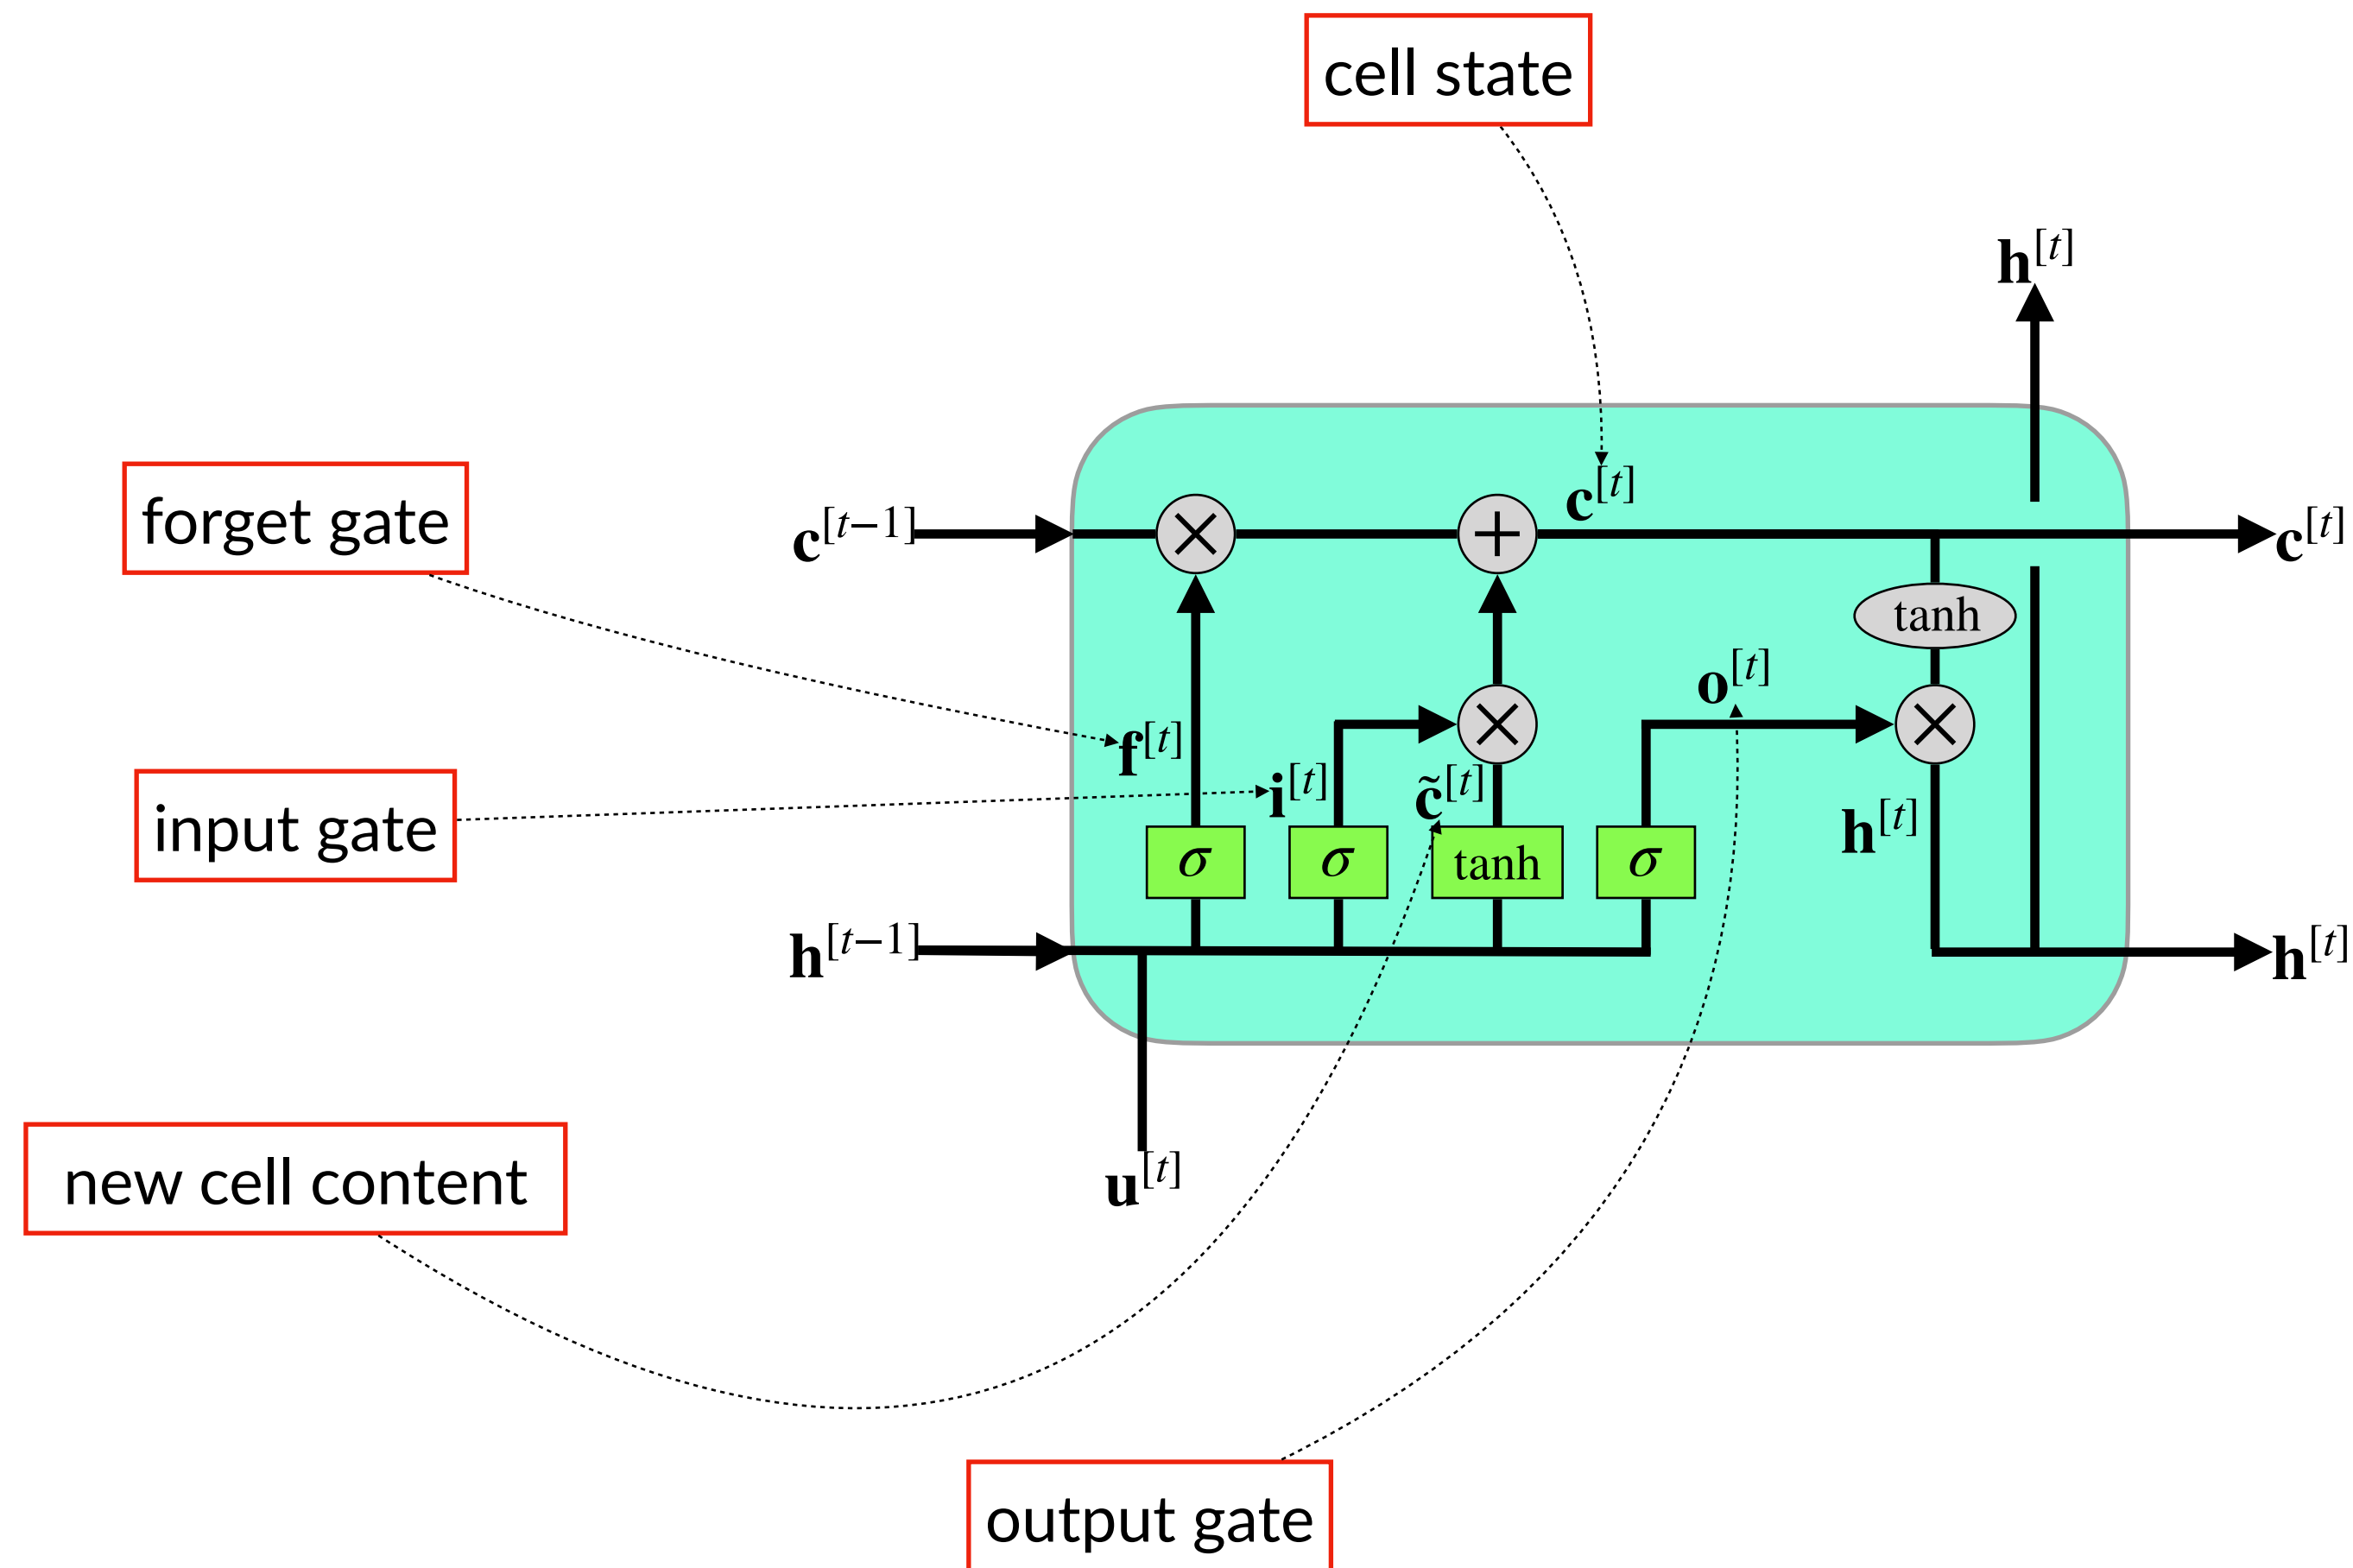 cell state
h[t]
forget gate
c[t−1]
c[t]
c[t]
tanh
o[t]
f[t]
input gate
i[t]
c̃[t]
h[t]
σ
σ
tanh
σ
h[t−1]
h[t]
new cell content
u[t]
output gate